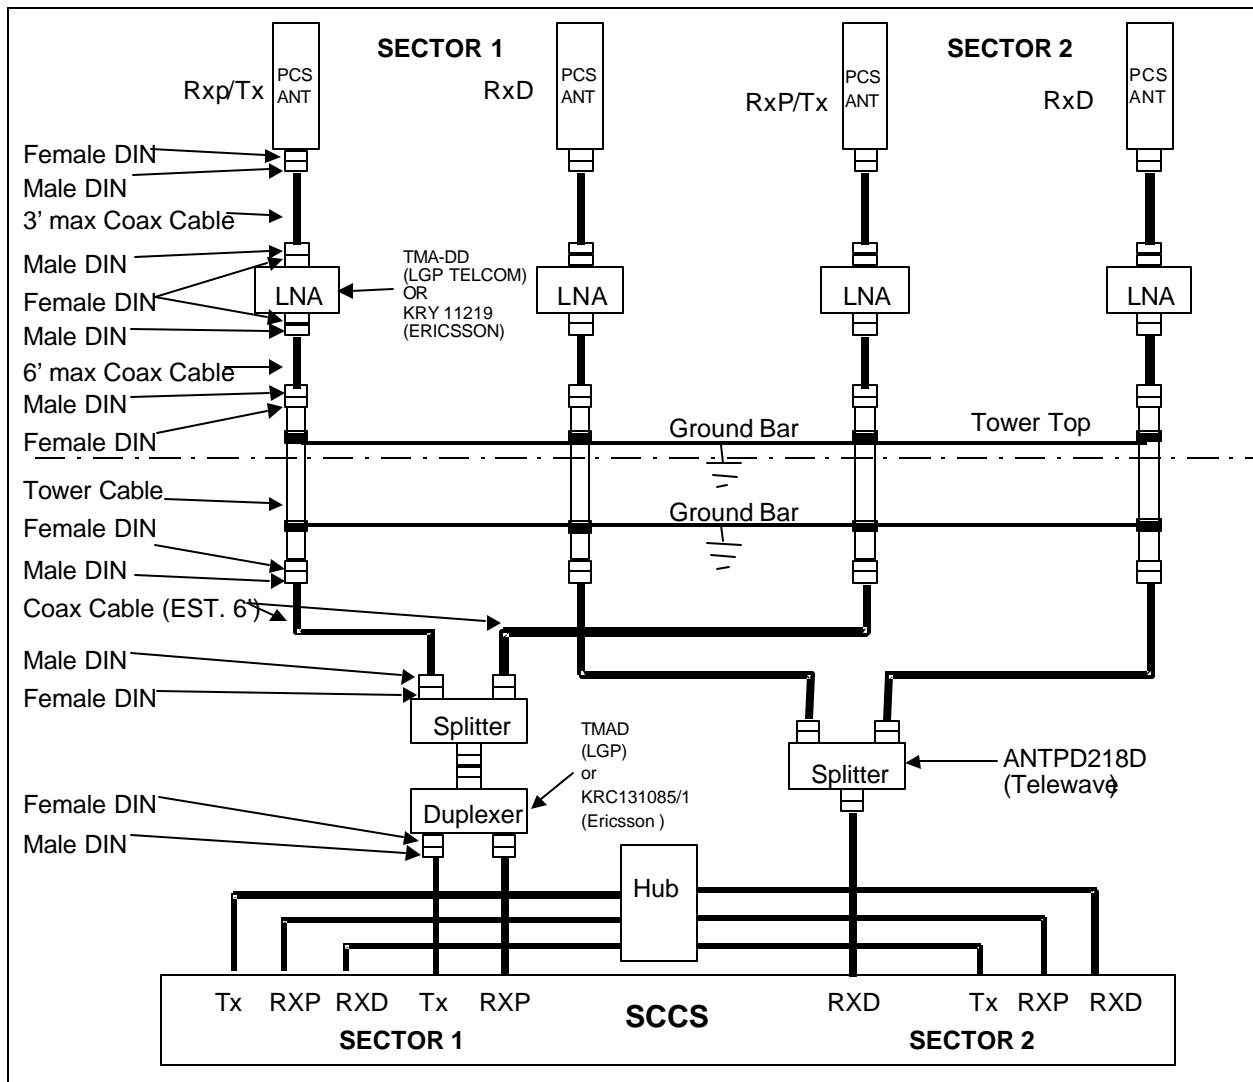 SECTOR 1
SECTOR 2
Rxp/Tx
PCS
ANT
RxD
PCS
ANT
RxP/Tx
PCS
ANT
RxD
PCS
ANT
Female DIN
Male DIN
3' max Coax Cable
Male DIN
Female DIN
Male DIN
6' max Coax Cable
Male DIN
Female DIN
LNA
TMA-DD
(LGP TELCOM)
OR
KRY 11219
(ERICSSON)
LNA
LNA
LNA
Ground Bar
Tower Top
Tower Cable
Ground Bar
Female DIN
Male DIN
Coax Cable (EST. 6')
Male DIN
Female DIN
Splitter
TMAD
(LGP)
or
KRC131085/1
(Ericsson )
Splitter
ANTPD218D
(Telewave)
Duplexer
Female DIN
Male DIN
Hub
Tx RXP RXD Tx RXP
SCCS
RXD Tx RXP RXD
SECTOR 1
SECTOR 2